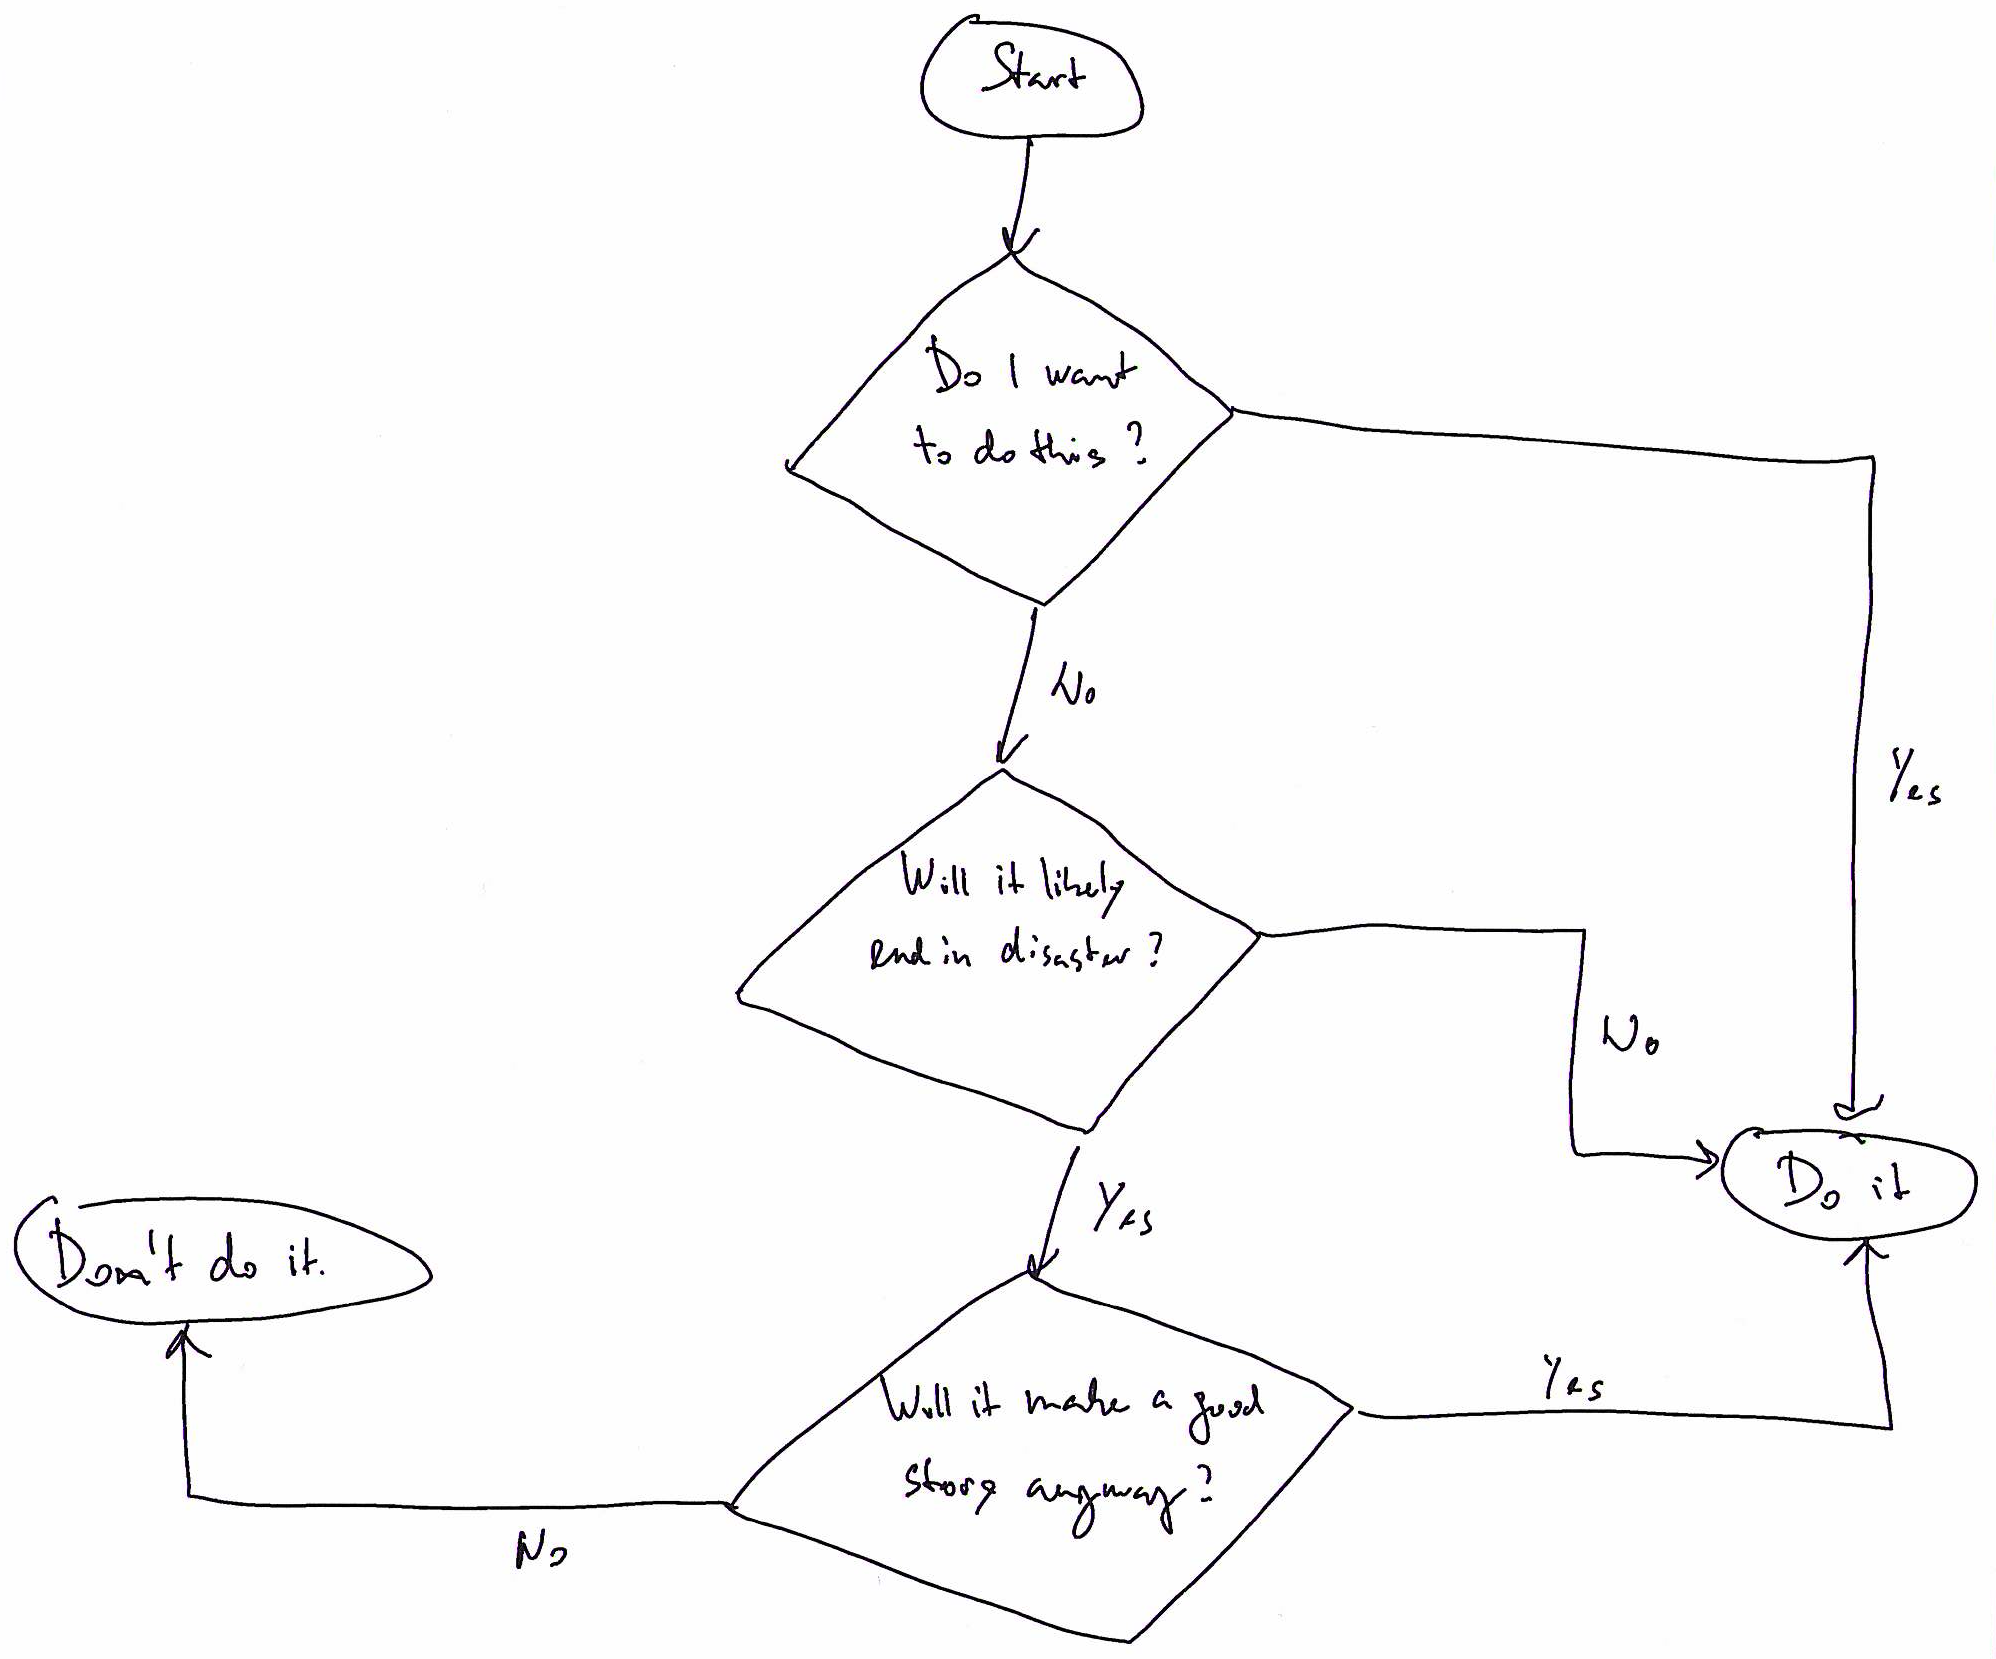 Start
Do I want
to do this?
No
Yes
Will it likely
end in disaster?
No
Yes
Do it
Don't do it.
Will it make a good
story anyway?
Yes
No